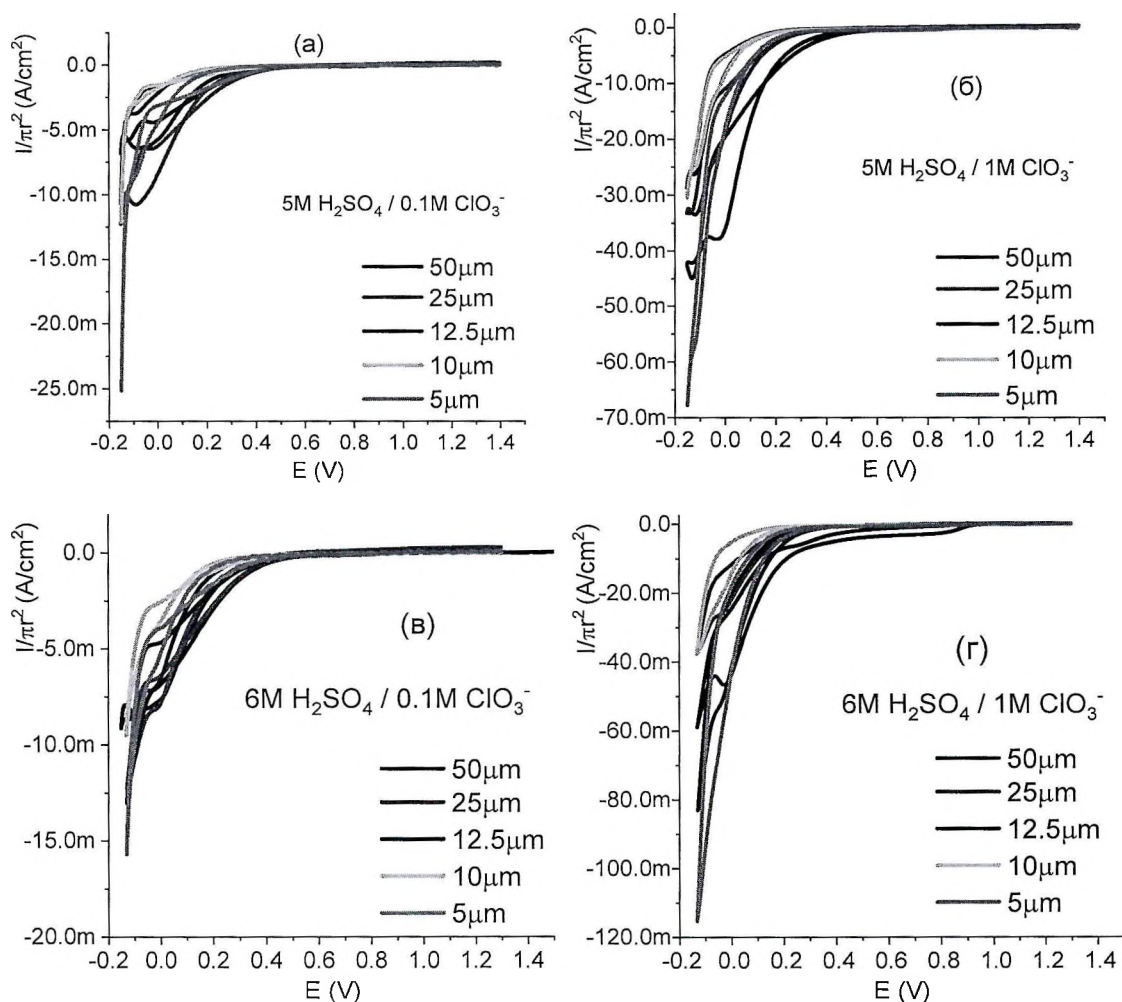 (а)
I/πr² (A/cm²)
0.0
-5.0m
-10.0m
-15.0m
-20.0m
-25.0m
5M H₂SO₄ / 0.1M ClO₃⁻
50μm
25μm
12.5μm
10μm
5μm
-0.2 0.0 0.2 0.4 0.6 0.8 1.0 1.2 1.4
E (V)
(б)
I/πr² (A/cm²)
0.0
-10.0m
-20.0m
-30.0m
-40.0m
-50.0m
-60.0m
-70.0m
5M H₂SO₄ / 1M ClO₃⁻
50μm
25μm
12.5μm
10μm
5μm
-0.2 0.0 0.2 0.4 0.6 0.8 1.0 1.2 1.4
E (V)
(в)
I/πr² (A/cm²)
0.0
-5.0m
-10.0m
-15.0m
-20.0m
6M H₂SO₄ / 0.1M ClO₃⁻
50μm
25μm
12.5μm
10μm
5μm
-0.2 0.0 0.2 0.4 0.6 0.8 1.0 1.2 1.4
E (V)
(г)
I/πr² (A/cm²)
0.0
-20.0m
-40.0m
-60.0m
-80.0m
-100.0m
-120.0m
6M H₂SO₄ / 1M ClO₃⁻
50μm
25μm
12.5μm
10μm
5μm
-0.2 0.0 0.2 0.4 0.6 0.8 1.0 1.2
E (V)